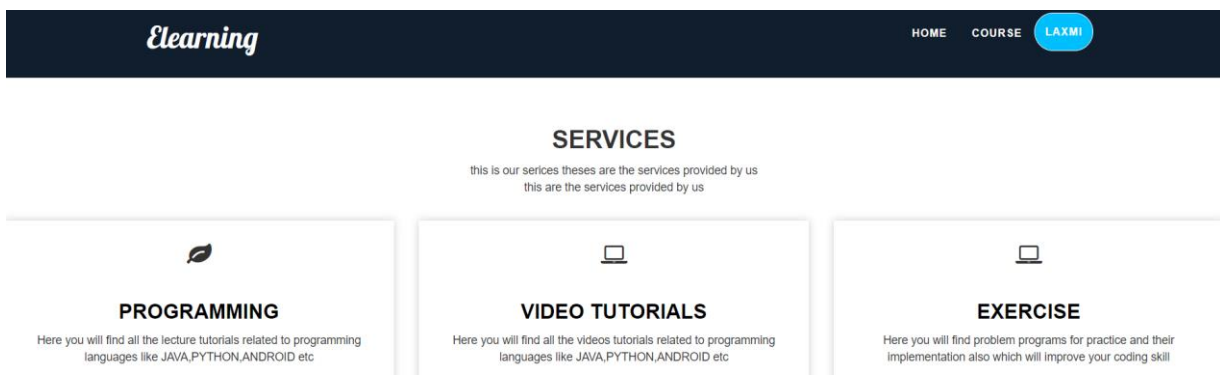 Elearning
HOME COURSE LAXMI
SERVICES
this is our serices theses are the services provided by us
this are the services provided by us
PROGRAMMING
Here you will find all the lecture tutorials related to programming
languages like JAVA,PYTHON,ANDROID etc
VIDEO TUTORIALS
Here you will find all the videos tutorials related to programming
languages like JAVA,PYTHON,ANDROID etc
EXERCISE
Here you will find problem programs for practice and their
implementation also which will improve your coding skill